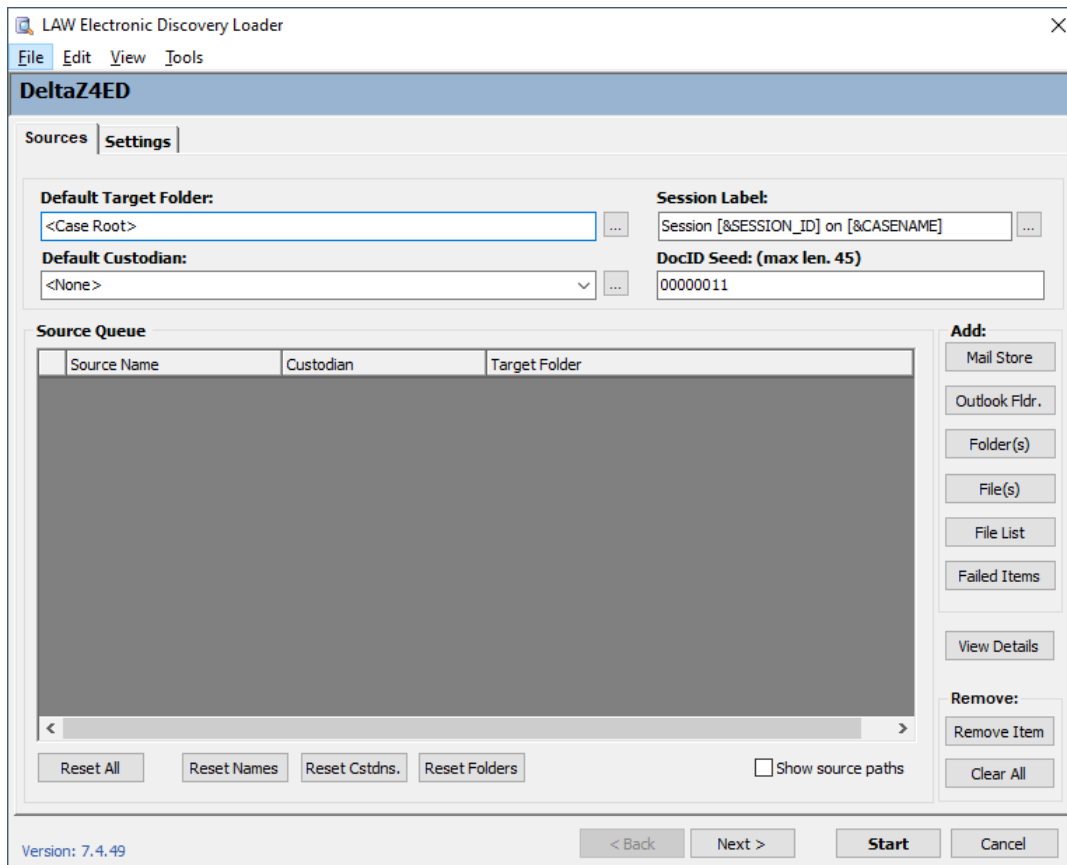 LAW Electronic Discovery Loader
File Edit View Tools
DeltaZ4ED
Sources Settings
Default Target Folder: Session Label:
<Case Root> ... Session [&SESSION_ID] on [&CASENAME] ...
Default Custodian: DocID Seed: (max len. 45)
<None> ... 00000011
Source Queue Add:
Source Name Custodian Target Folder
Mail Store
Outlook Fldr.
Folder(s)
File(s)
File List
Failed Items
View Details
Remove:
Remove Item
Reset All Reset Names Reset Cstdns. Reset Folders Show source paths Clear All
Version: 7.4.49 < Back Next > Start Cancel